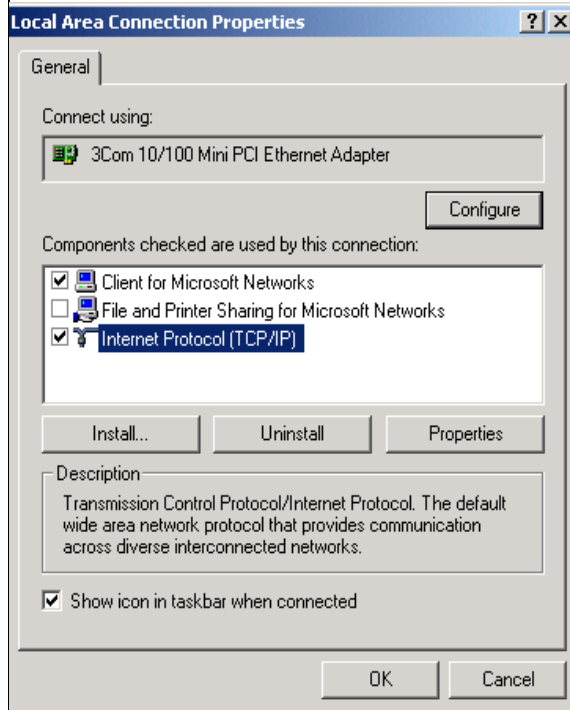 Local Area Connection Properties
General
Connect using:
3Com 10/100 Mini PCI Ethernet Adapter
Configure
Components checked are used by this connection:
Client for Microsoft Networks
File and Printer Sharing for Microsoft Networks
Internet Protocol (TCP/IP)
Install... Uninstall Properties
Description
Transmission Control Protocol/Internet Protocol. The default
wide area network protocol that provides communication
across diverse interconnected networks.
Show icon in taskbar when connected
OK Cancel